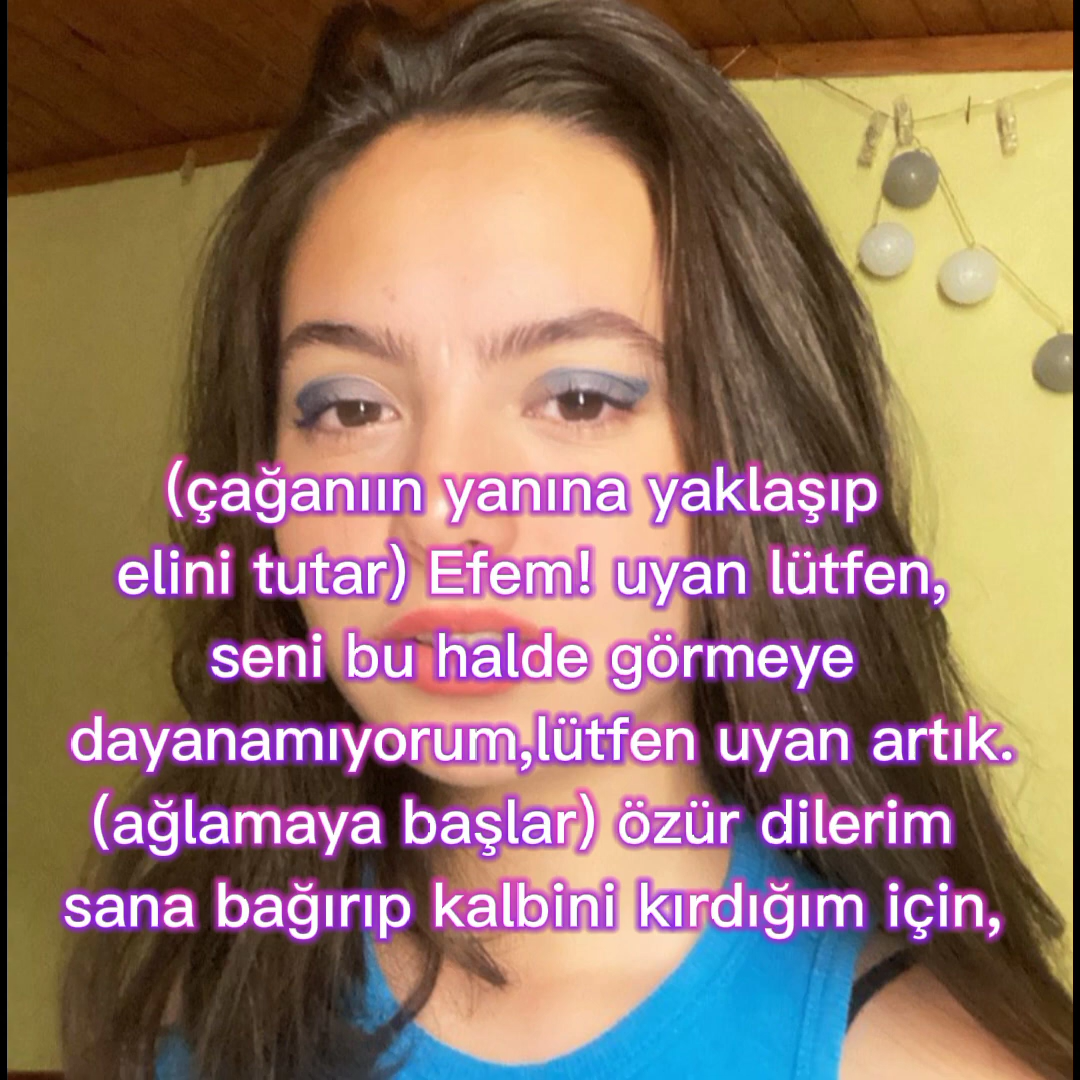 (çağanıın yanına yaklaşıp
elini tutar) Efem! uyan lütfen,
seni bu halde görmeye
dayanamıyorum,lütfen uyan artık.
(ağlamaya başlar) özür dilerim
sana bağırıp kalbini kırdığım için,